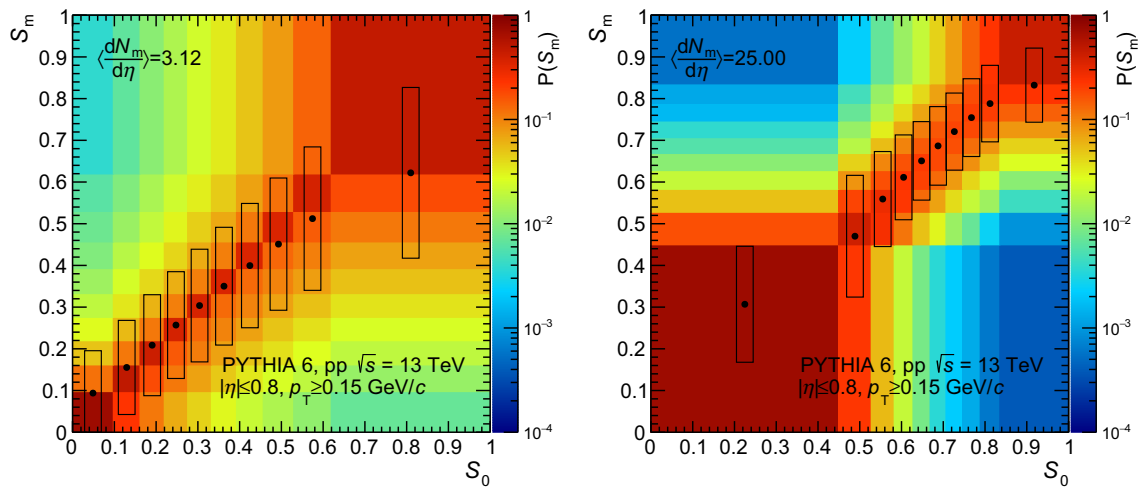 S_m
1
0.9
0.8
0.7
0.6
0.5
0.4
0.3
0.2
0.1
0
⟨dN_m/dη⟩=3.12
PYTHIA 6, pp √s = 13 TeV
|η|≤0.8, p_T≥0.15 GeV/c
0 0.1 0.2 0.3 0.4 0.5 0.6 0.7 0.8 0.9 1
S_0
1
10⁻¹
10⁻²
10⁻³
10⁻⁴
P(S_m)
S_m
1
0.9
0.8
0.7
0.6
0.5
0.4
0.3
0.2
0.1
0
⟨dN_m/dη⟩=25.00
PYTHIA 6, pp √s = 13 TeV
|η|≤0.8, p_T≥0.15 GeV/c
0 0.1 0.2 0.3 0.4 0.5 0.6 0.7 0.8 0.9 1
S_0
1
10⁻¹
10⁻²
10⁻³
10⁻⁴
P(S_m)